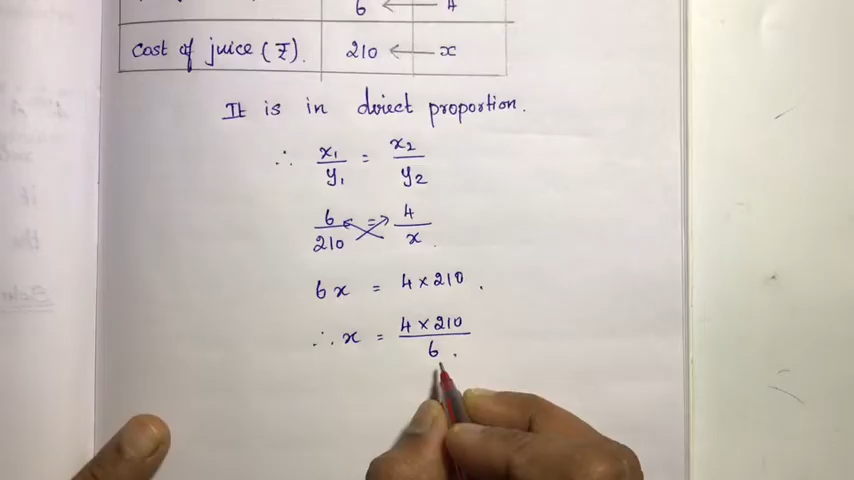 6 ← 4
Cost of juice (₹). 210 ← x
It is in direct proportion.
∴ x₁/y₁ = x₂/y₂
6/210 = 4/x.
6x = 4×210.
∴ x = 4×210/6.